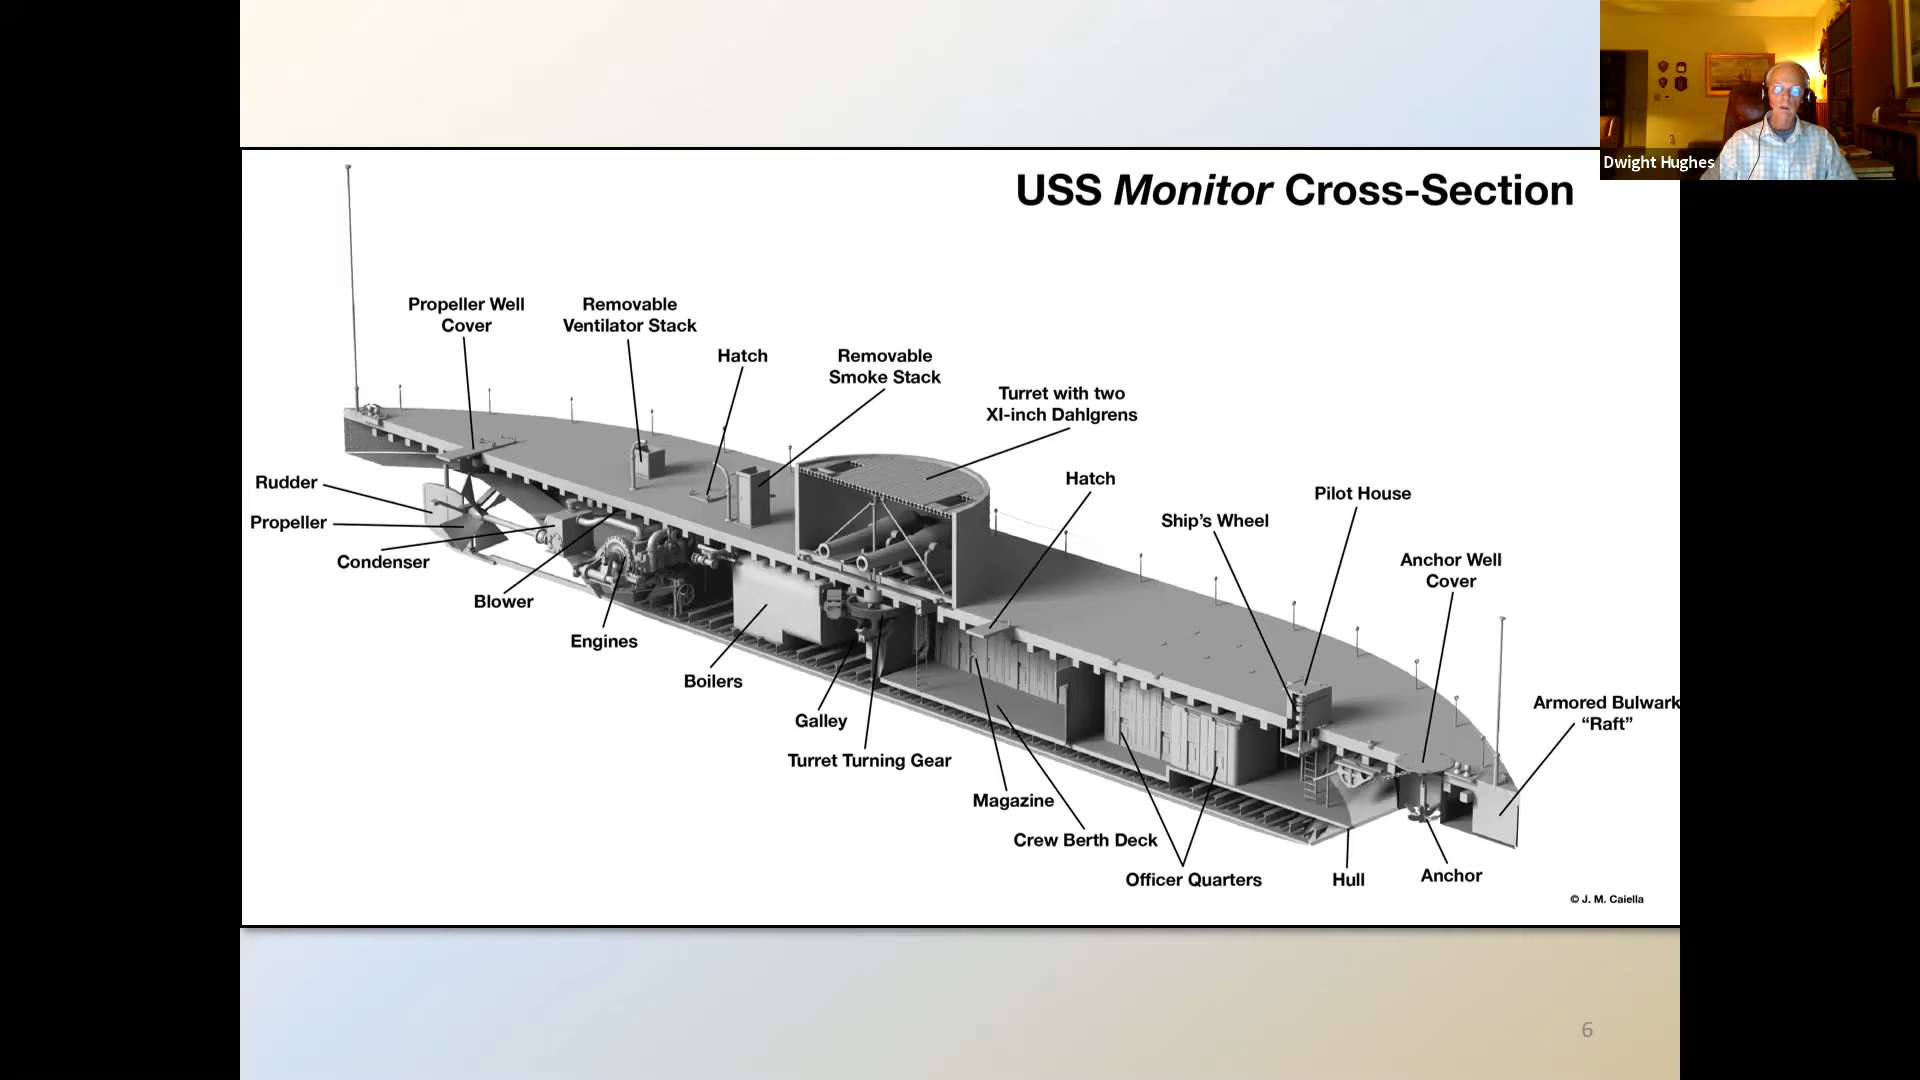 Dwight Hughes
USS Monitor Cross-Section
Propeller Well
Cover
Removable
Ventilator Stack
Hatch
Removable
Smoke Stack
Turret with two
XI-inch Dahlgrens
Hatch
Pilot House
Ship's Wheel
Anchor Well
Cover
Rudder
Propeller
Condenser
Blower
Engines
Boilers
Galley
Turret Turning Gear
Magazine
Crew Berth Deck
Officer Quarters
Hull
Anchor
Armored Bulwark
“Raft”
© J. M. Caiella
6